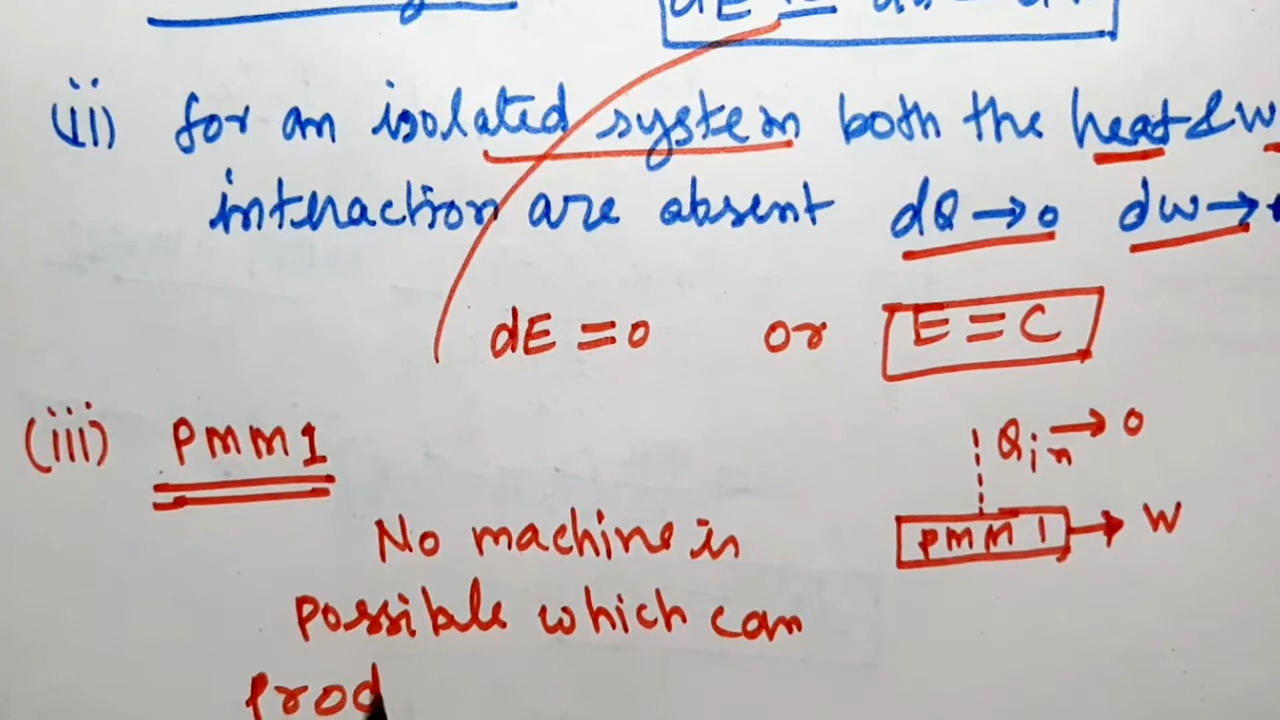 (ii) for an isolated system both the heat & W
interaction are absent dQ → 0 dw →
dE = 0 or E = C
(iii) PMM1
Qin → 0
PMM1 → W
No machine is
possible which can
prod